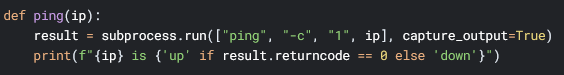 def ping(ip):
    result = subprocess.run(["ping", "-c", "1", ip], capture_output=True)
    print(f"{ip} is {'up' if result.returncode == 0 else 'down'}")